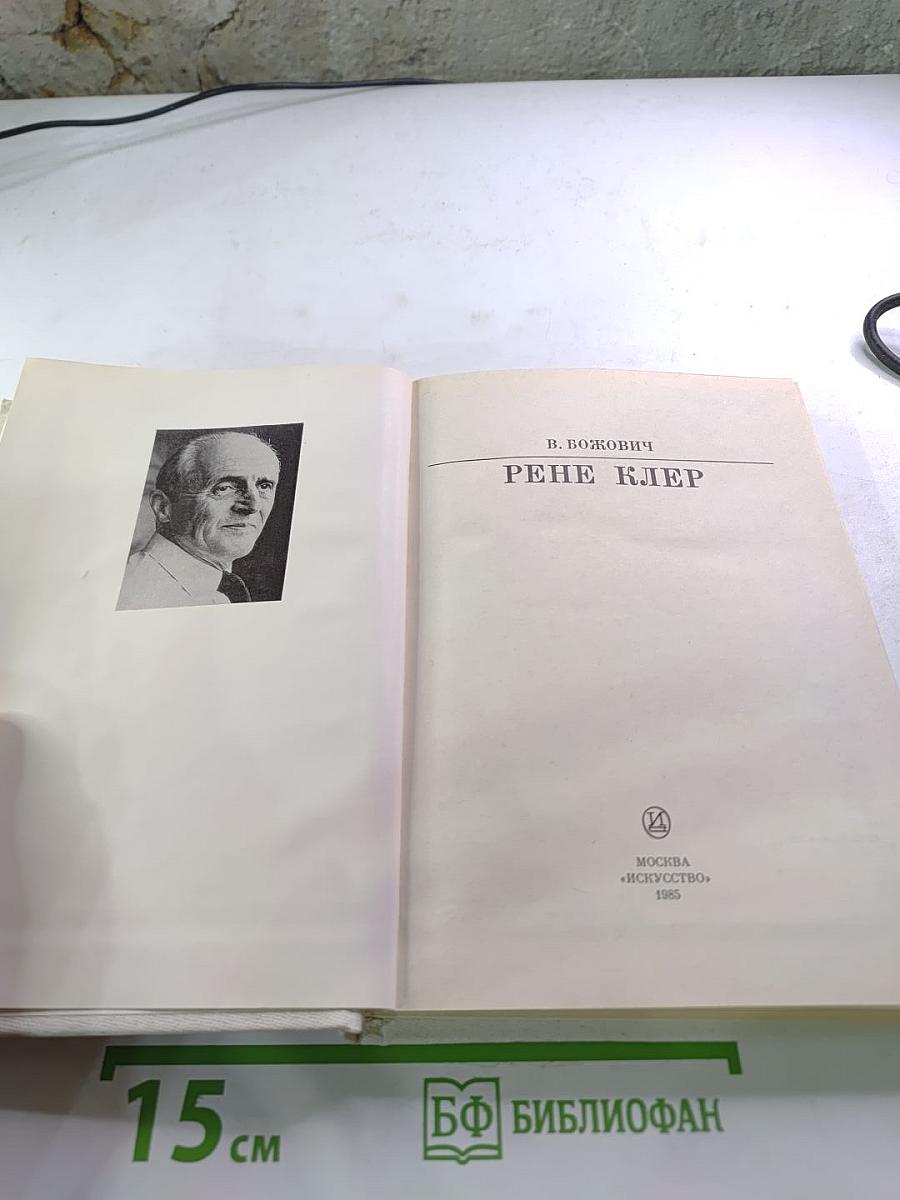 В. БОЖОВИЧ
РЕНЕ КЛЕР
МОСКВА
«ИСКУССТВО»
1985
15 см
БФ БИБЛИОФАН